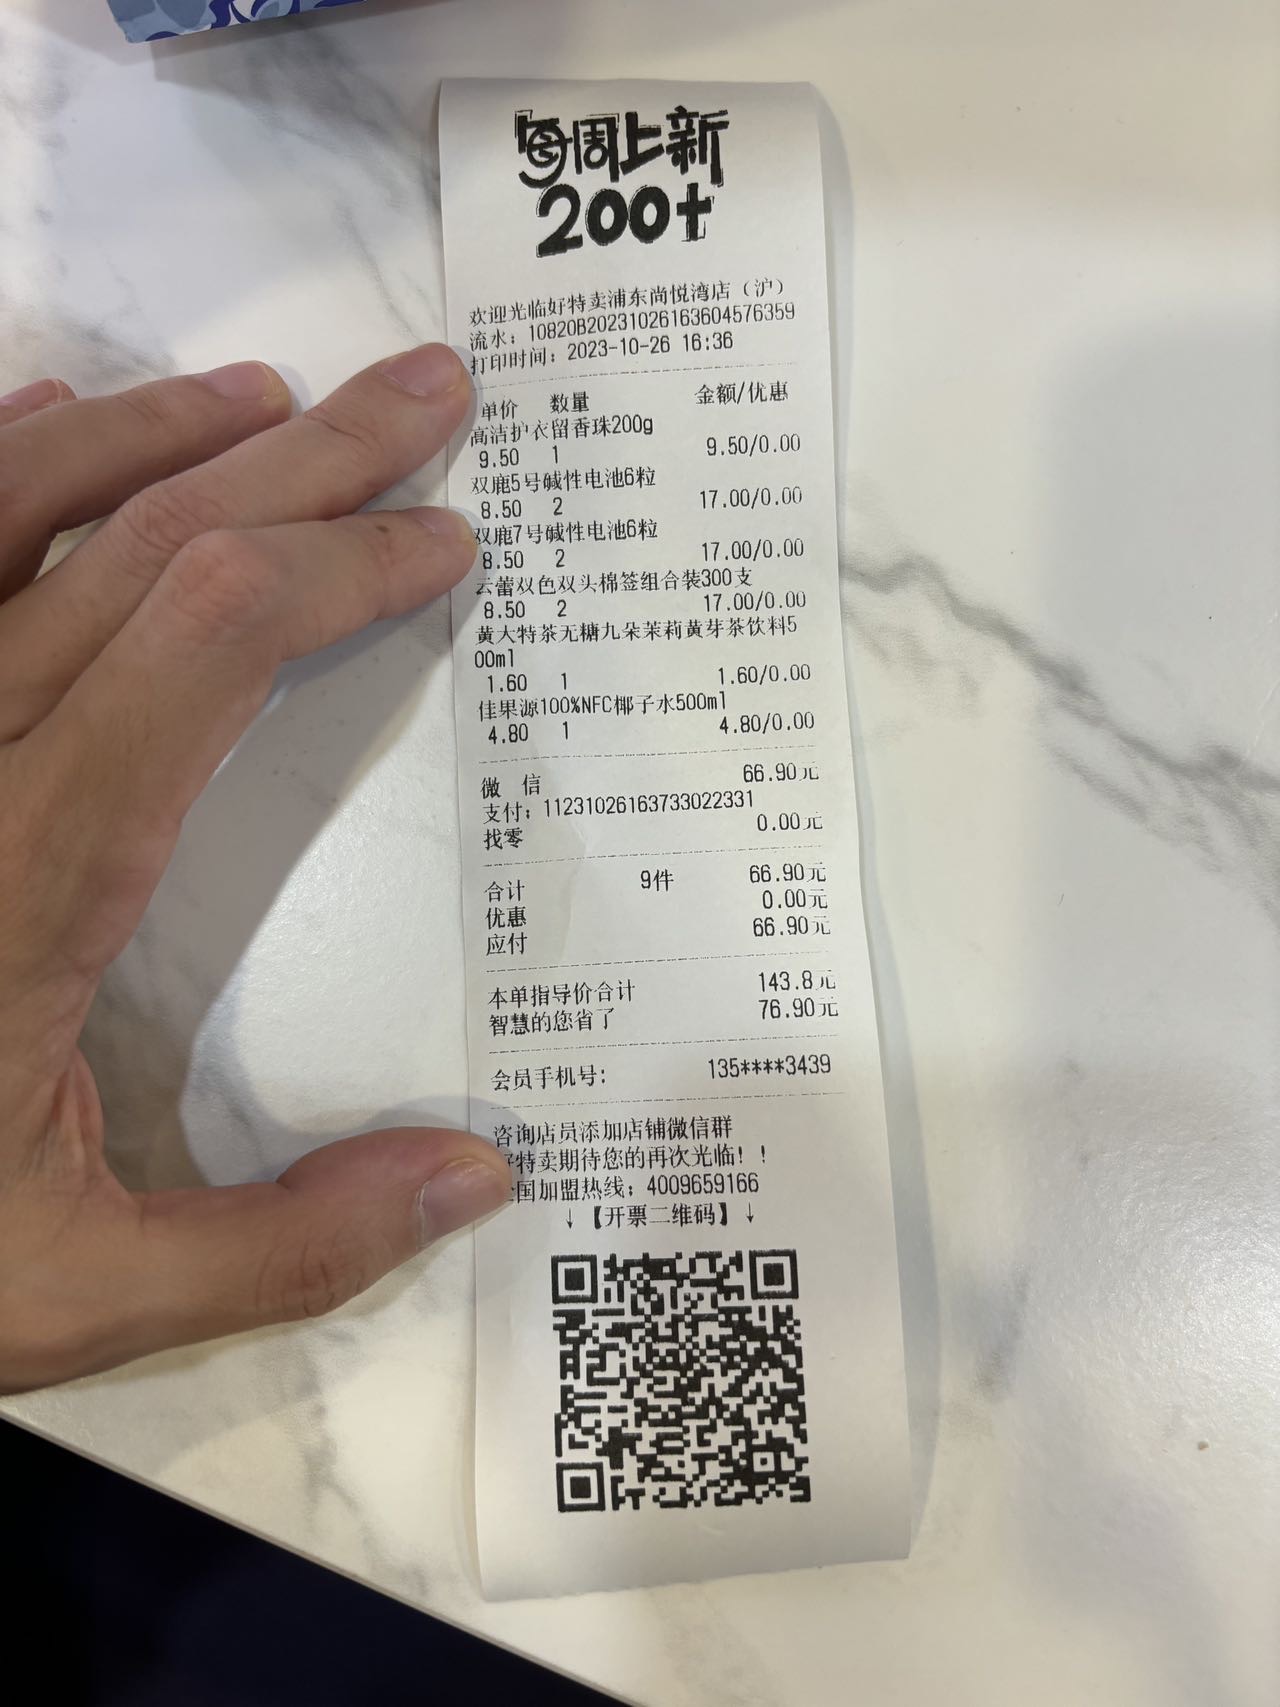 每周上新
200+
欢迎光临好特卖浦东尚悦湾店（沪）
流水：10820B20231026163604576359
打印时间：2023-10-26 16:36
单价 数量 金额/优惠
高洁护衣留香珠200g
9.50 1 9.50/0.00
双鹿5号碱性电池6粒
8.50 2 17.00/0.00
双鹿7号碱性电池6粒
8.50 2 17.00/0.00
云蕾双色双头棉签组合装300支
8.50 2 17.00/0.00
黄大特茶无糖九朵茉莉黄芽茶饮料5
00ml
1.60 1 1.60/0.00
佳果源100%NFC椰子水500ml
4.80 1 4.80/0.00
微 信 66.90元
支付：11231026163733022331
找零 0.00元
合计 9件 66.90元
优惠 0.00元
应付 66.90元
本单指导价合计 143.8元
智慧的您省了 76.90元
会员手机号： 135****3439
咨询店员添加店铺微信群
好特卖期待您的再次光临！！
全国加盟热线：4009659166
↓【开票二维码】↓